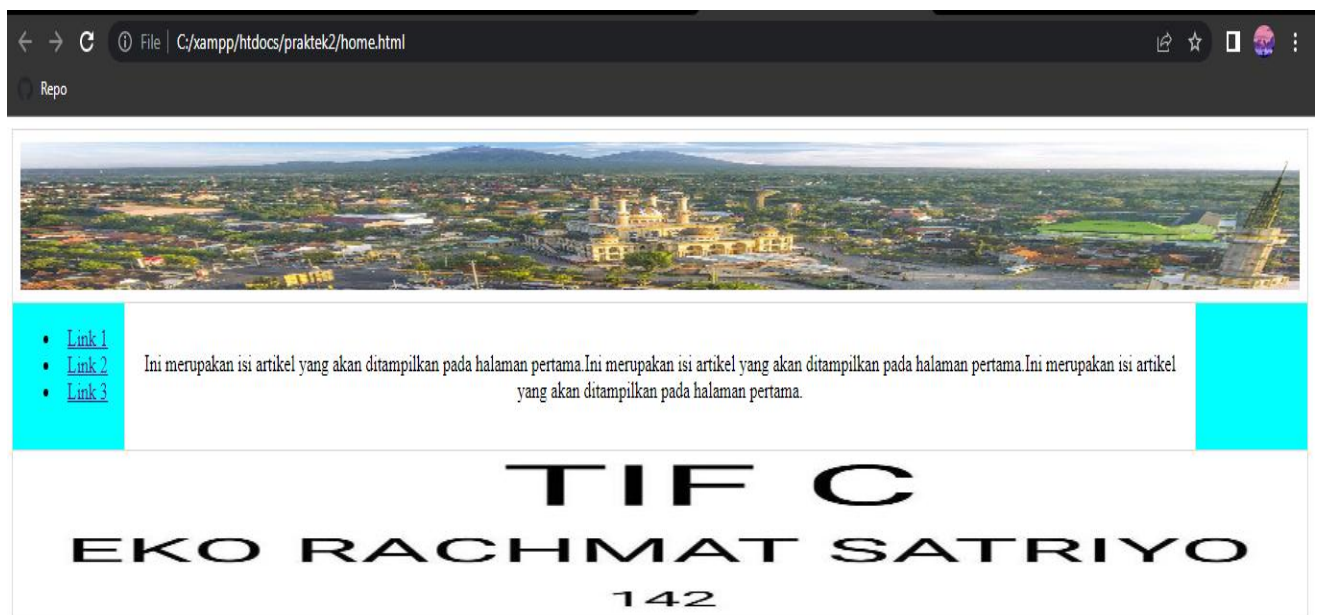 File | C:/xampp/htdocs/praktek2/home.html
Repo
Link 1
Link 2
Link 3
Ini merupakan isi artikel yang akan ditampilkan pada halaman pertama.Ini merupakan isi artikel yang akan ditampilkan pada halaman pertama.Ini merupakan isi artikel
yang akan ditampilkan pada halaman pertama.
TIF C
EKO RACHMAT SATRIYO
142